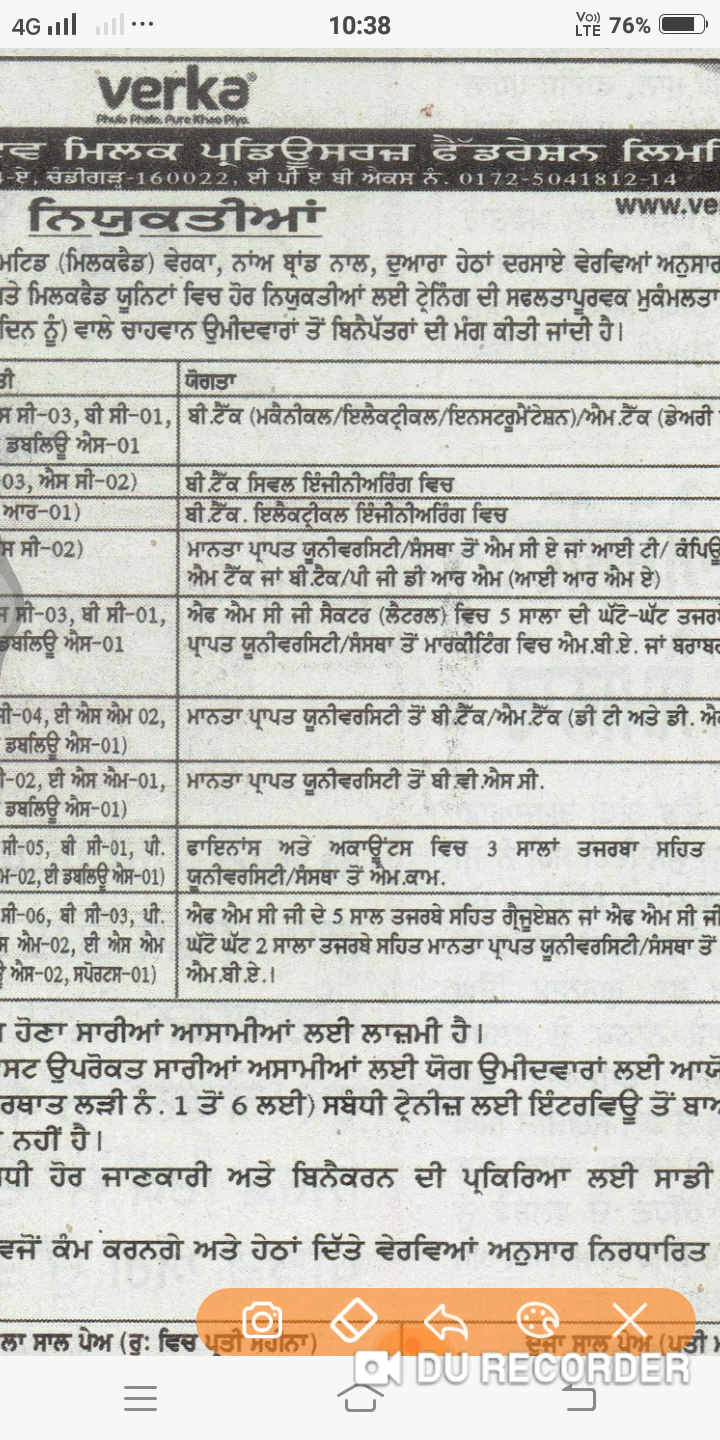 4G 10:38 Vo)) LTE 76%
verka®
Phulo Phalo, Pure Khao Piyo.
ਵ ਮਿਲਕ ਪ੍ਰਡਿਊਸਰਜ਼ ਫੈੱਡਰੇਸ਼ਨ ਲਿਮ
-ਏ, ਚੰਡੀਗੜ੍ਹ-160022, ਈ ਪੀ ਏ ਬੀ ਐਕਸ ਨੰ. 0172-5041812-14
ਨਿਯੁਕਤੀਆਂ
www.ve
ਮਟਿਡ (ਮਿਲਕਫੈਡ) ਵੇਰਕਾ, ਨਾਂਅ ਬ੍ਰਾਂਡ ਨਾਲ, ਦੁਆਰਾ ਹੇਠਾਂ ਦਰਸਾਏ ਵੇਰਵਿਆਂ ਅਨੁਸਾਰ
ਤੇ ਮਿਲਕਫੈਡ ਯੂਨਿਟਾਂ ਵਿਚ ਹੋਰ ਨਿਯੁਕਤੀਆਂ ਲਈ ਟ੍ਰੇਨਿੰਗ ਦੀ ਸਫਲਤਾਪੂਰਵਕ ਮੁਕੰਮਲਤਾ
ਦਿਨ ਨੂੰ) ਵਾਲੇ ਚਾਹਵਾਨ ਉਮੀਦਵਾਰਾਂ ਤੋਂ ਬਿਨੈਪੱਤਰਾਂ ਦੀ ਮੰਗ ਕੀਤੀ ਜਾਂਦੀ ਹੈ।
ਤੀ ਯੋਗਤਾ
ਸ ਸੀ-03, ਬੀ ਸੀ-01, ਬੀ.ਟੈੱਕ (ਮਕੈਨੀਕਲ/ਇਲੈਕਟ੍ਰੀਕਲ/ਇਨਸਟਰੂਮੈਂਟੇਸ਼ਨ)/ਐਮ.ਟੈੱਕ (ਡੇਅਰੀ
ਡਬਲਿਊ ਐਸ-01
03, ਐਸ ਸੀ-02) ਬੀ.ਟੈੱਕ ਸਿਵਲ ਇੰਜੀਨੀਅਰਿੰਗ ਵਿਚ
ਆਰ-01) ਬੀ.ਟੈੱਕ. ਇਲੈਕਟ੍ਰੀਕਲ ਇੰਜੀਨੀਅਰਿੰਗ ਵਿਚ
ਸ ਸੀ-02) ਮਾਨਤਾ ਪ੍ਰਾਪਤ ਯੂਨੀਵਰਸਿਟੀ/ਸੰਸਥਾ ਤੋਂ ਐਮ ਸੀ ਏ ਜਾਂ ਆਈ ਟੀ/ ਕੰਪਿਊ
ਐਮ ਟੈੱਕ ਜਾਂ ਬੀ.ਟੈਕ/ਪੀ ਜੀ ਡੀ ਆਰ ਐਮ (ਆਈ ਆਰ ਐਮ ਏ)
ਸ ਸੀ-03, ਬੀ ਸੀ-01, ਐਫ ਐਮ ਸੀ ਜੀ ਸੈਕਟਰ (ਲੈਟਰਲ) ਵਿਚ 5 ਸਾਲਾ ਦੀ ਘੱਟੋ-ਘੱਟ ਤਜਰਬ
ਡਬਲਿਊ ਐਸ-01 ਪ੍ਰਾਪਤ ਯੂਨੀਵਰਸਿਟੀ/ਸੰਸਥਾ ਤੋਂ ਮਾਰਕੀਟਿੰਗ ਵਿਚ ਐਮ.ਬੀ.ਏ. ਜਾਂ ਬਰਾਬਰ
ਸੀ-04, ਈ ਐਸ ਐਮ 02, ਮਾਨਤਾ ਪ੍ਰਾਪਤ ਯੂਨੀਵਰਸਿਟੀ ਤੋਂ ਬੀ.ਟੈੱਕ/ਐਮ.ਟੈੱਕ (ਡੀ ਟੀ ਅਤੇ ਡੀ. ਐ
ਡਬਲਿਊ ਐਸ-01)
-02, ਈ ਐਸ ਐਮ-01, ਮਾਨਤਾ ਪ੍ਰਾਪਤ ਯੂਨੀਵਰਸਿਟੀ ਤੋਂ ਬੀ.ਵੀ.ਐਸ.ਸੀ.
ਡਬਲਿਊ ਐਸ-01)
ਸੀ-05, ਬੀ ਸੀ-01, ਪੀ. ਫਾਇਨਾਂਸ ਅਤੇ ਅਕਾਊਂਟਸ ਵਿਚ 3 ਸਾਲਾਂ ਤਜਰਬਾ ਸਹਿਤ
ਮ-02, ਈ ਡਬਲਿਊ ਐਸ-01) ਯੂਨੀਵਰਸਿਟੀ/ਸੰਸਥਾ ਤੋਂ ਐਮ.ਕਾਮ.
ਸੀ-06, ਬੀ ਸੀ-03, ਪੀ. ਐਫ ਐਮ ਸੀ ਜੀ ਦੇ 5 ਸਾਲ ਤਜਰਬੇ ਸਹਿਤ ਗ੍ਰੈਜੂਏਸ਼ਨ ਜਾਂ ਐਫ ਐਮ ਸੀ ਜੀ
ਸ ਐਮ-02, ਈ ਐਸ ਐਮ ਘੱਟੋ ਘੱਟ 2 ਸਾਲਾ ਤਜਰਬੇ ਸਹਿਤ ਮਾਨਤਾ ਪ੍ਰਾਪਤ ਯੂਨੀਵਰਸਿਟੀ/ਸੰਸਥਾ ਤੋਂ
ਐਸ-02, ਸਪੋਰਟਸ-01) ਐਮ.ਬੀ.ਏ.।
ਹੋਣਾ ਸਾਰੀਆਂ ਆਸਾਮੀਆਂ ਲਈ ਲਾਜ਼ਮੀ ਹੈ।
ਸਟ ਉਪਰੋਕਤ ਸਾਰੀਆਂ ਅਸਾਮੀਆਂ ਲਈ ਯੋਗ ਉਮੀਦਵਾਰਾਂ ਲਈ ਆਯੋ
ਰਥਾਤ ਲੜੀ ਨੰ. 1 ਤੋਂ 6 ਲਈ) ਸਬੰਧੀ ਟ੍ਰੇਨੀਜ਼ ਲਈ ਇੰਟਰਵਿਊ ਤੋਂ ਬਾਅ
ਨਹੀਂ ਹੈ।
ਧੀ ਹੋਰ ਜਾਣਕਾਰੀ ਅਤੇ ਬਿਨੈਕਰਨ ਦੀ ਪ੍ਰਕਿਰਿਆ ਲਈ ਸਾਡੀ
ਵਜੋਂ ਕੰਮ ਕਰਨਗੇ ਅਤੇ ਹੇਠਾਂ ਦਿੱਤੇ ਵੇਰਵਿਆਂ ਅਨੁਸਾਰ ਨਿਰਧਾਰਿਤ
ਲਾ ਸਾਲ ਪੇਅ (ਰੁ: ਵਿਚ ਪ੍ਰਤੀ ਮਹੀਨਾ) ਦੂਜਾ ਸਾਲ ਪੇਅ (ਪ੍ਰਤੀ
DU RECORDER